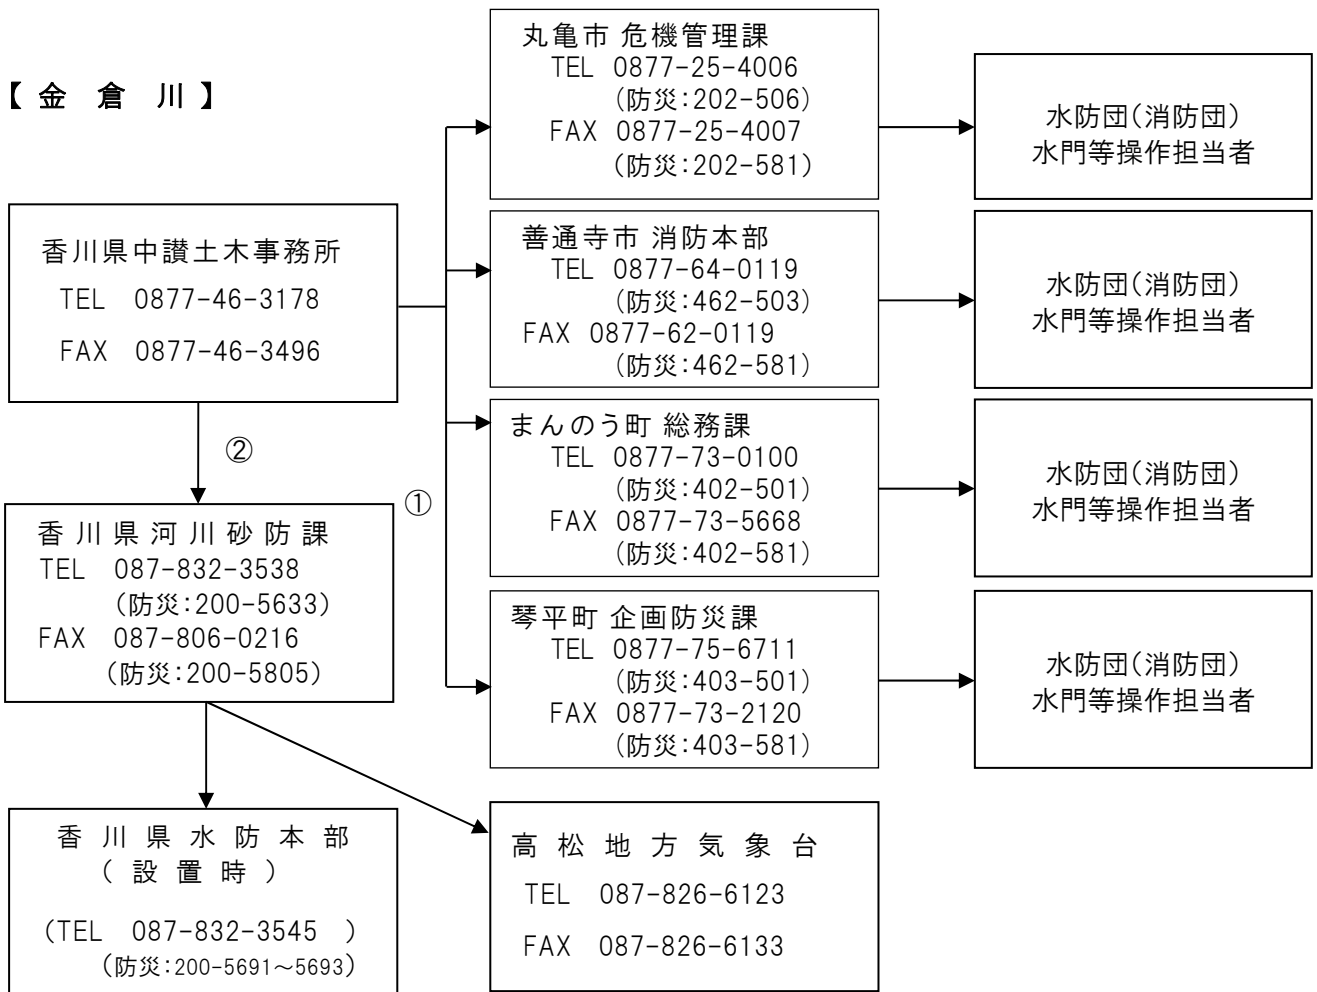 【 金 倉 川 】
香川県中讃土木事務所
TEL 0877-46-3178
FAX 0877-46-3496
②
①
香 川 県 河 川 砂 防 課
TEL 087-832-3538
(防災:200-5633)
FAX 087-806-0216
(防災:200-5805)
香 川 県 水 防 本 部
( 設 置 時 )
(TEL 087-832-3545 )
(防災:200-5691~5693)
丸亀市 危機管理課
TEL 0877-25-4006
(防災:202-506)
FAX 0877-25-4007
(防災:202-581)
水防団(消防団)
水門等操作担当者
善通寺市 消防本部
TEL 0877-64-0119
(防災:462-503)
FAX 0877-62-0119
(防災:462-581)
水防団(消防団)
水門等操作担当者
まんのう町 総務課
TEL 0877-73-0100
(防災:402-501)
FAX 0877-73-5668
(防災:402-581)
水防団(消防団)
水門等操作担当者
琴平町 企画防災課
TEL 0877-75-6711
(防災:403-501)
FAX 0877-73-2120
(防災:403-581)
水防団(消防団)
水門等操作担当者
高 松 地 方 気 象 台
TEL 087-826-6123
FAX 087-826-6133